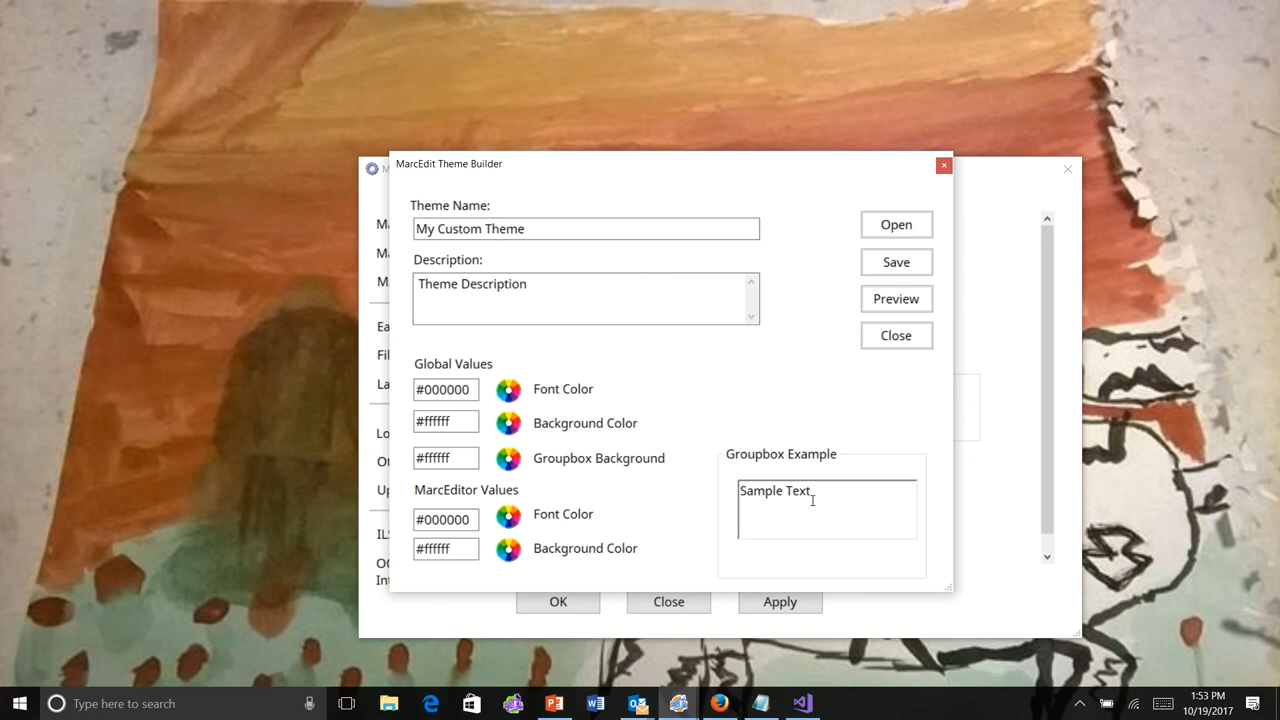 MarcEdit Theme Builder
Theme Name:
My Custom Theme
Description:
Theme Description
Open
Save
Preview
Close
Global Values
#000000 Font Color
#ffffff Background Color
#ffffff Groupbox Background
MarcEditor Values
#000000 Font Color
#ffffff Background Color
Groupbox Example
Sample Text
OK
Close
Apply
Type here to search
1:53 PM
10/19/2017